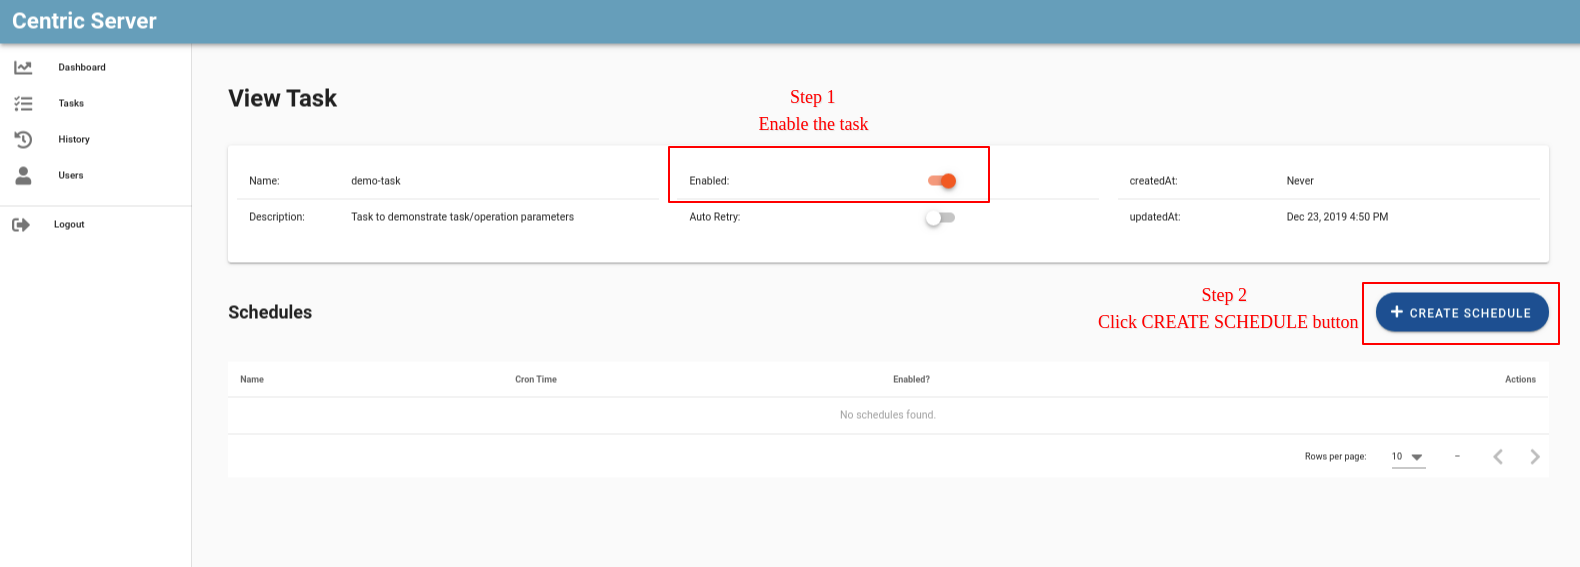 Centric Server
Dashboard
Tasks
History
Users
Logout
View Task
Step 1
Enable the task
Name: demo-task Enabled: createdAt: Never
Description: Task to demonstrate task/operation parameters Auto Retry: updatedAt: Dec 23, 2019 4:50 PM
Schedules
Step 2
Click CREATE SCHEDULE button
+ CREATE SCHEDULE
Name Cron Time Enabled? Actions
No schedules found.
Rows per page: 10 –